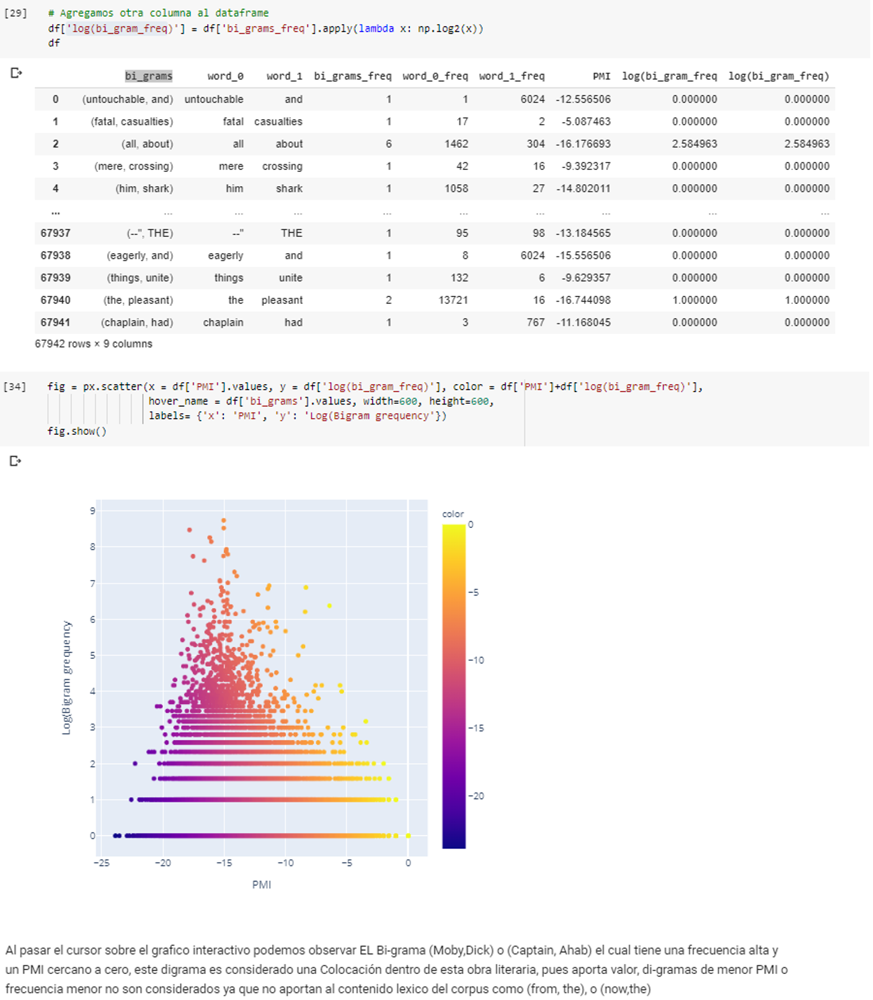 [29] # Agregamos otra columna al dataframe
df['log(bi_gram_freq)'] = df['bi_grams_freq'].apply(lambda x: np.log2(x))
df
bi_grams word_0 word_1 bi_grams_freq word_0_freq word_1_freq PMI log(bi_gram_freq log(bi_gram_freq)
0 (untouchable, and) untouchable and 1 1 6024 -12.556506 0.000000 0.000000
1 (fatal, casualties) fatal casualties 1 17 2 -5.087463 0.000000 0.000000
2 (all, about) all about 6 1462 304 -16.176693 2.584963 2.584963
3 (mere, crossing) mere crossing 1 42 16 -9.392317 0.000000 0.000000
4 (him, shark) him shark 1 1058 27 -14.802011 0.000000 0.000000
... ... ... ... ... ... ... ... ... ...
67937 (--", THE) --" THE 1 95 98 -13.184565 0.000000 0.000000
67938 (eagerly, and) eagerly and 1 8 6024 -15.556506 0.000000 0.000000
67939 (things, unite) things unite 1 132 6 -9.629357 0.000000 0.000000
67940 (the, pleasant) the pleasant 2 13721 16 -16.744098 1.000000 1.000000
67941 (chaplain, had) chaplain had 1 3 767 -11.168045 0.000000 0.000000
67942 rows × 9 columns
[34] fig = px.scatter(x = df['PMI'].values, y = df['log(bi_gram_freq)'], color = df['PMI']+df['log(bi_gram_freq)'],
hover_name = df['bi_grams'].values, width=600, height=600,
labels= {'x': 'PMI', 'y': 'Log(Bigram grequency'})
fig.show()
9
8
7
6
5
4
3
2
1
0
Log(Bigram grequency
−25 −20 −15 −10 −5 0
PMI
color
0
−5
−10
−15
−20
Al pasar el cursor sobre el grafico interactivo podemos observar EL Bi-grama (Moby,Dick) o (Captain, Ahab) el cual tiene una frecuencia alta y
un PMI cercano a cero, este digrama es considerado una Colocación dentro de esta obra literaria, pues aporta valor, di-gramas de menor PMI o
frecuencia menor no son considerados ya que no aportan al contenido lexico del corpus como (from, the), o (now,the)